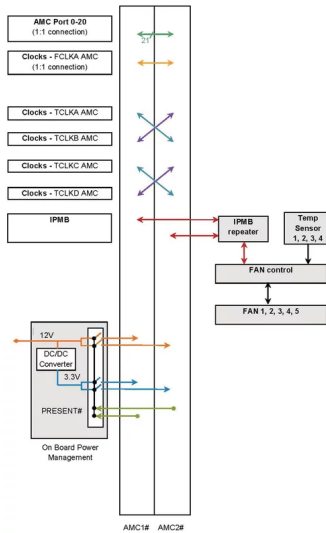 AMC Port 0-20
(1:1 connection)
21
Clocks - FCLKA AMC
(1:1 connection)
Clocks - TCLKA AMC
Clocks - TCLKB AMC
Clocks - TCLKC AMC
Clocks - TCLKD AMC
IPMB
IPMB
repeater
Temp
Sensor
1, 2, 3, 4
FAN control
FAN 1, 2, 3, 4, 5
12V
DC/DC
Converter
3.3V
PRESENT#
On Board Power
Management
AMC1#
AMC2#